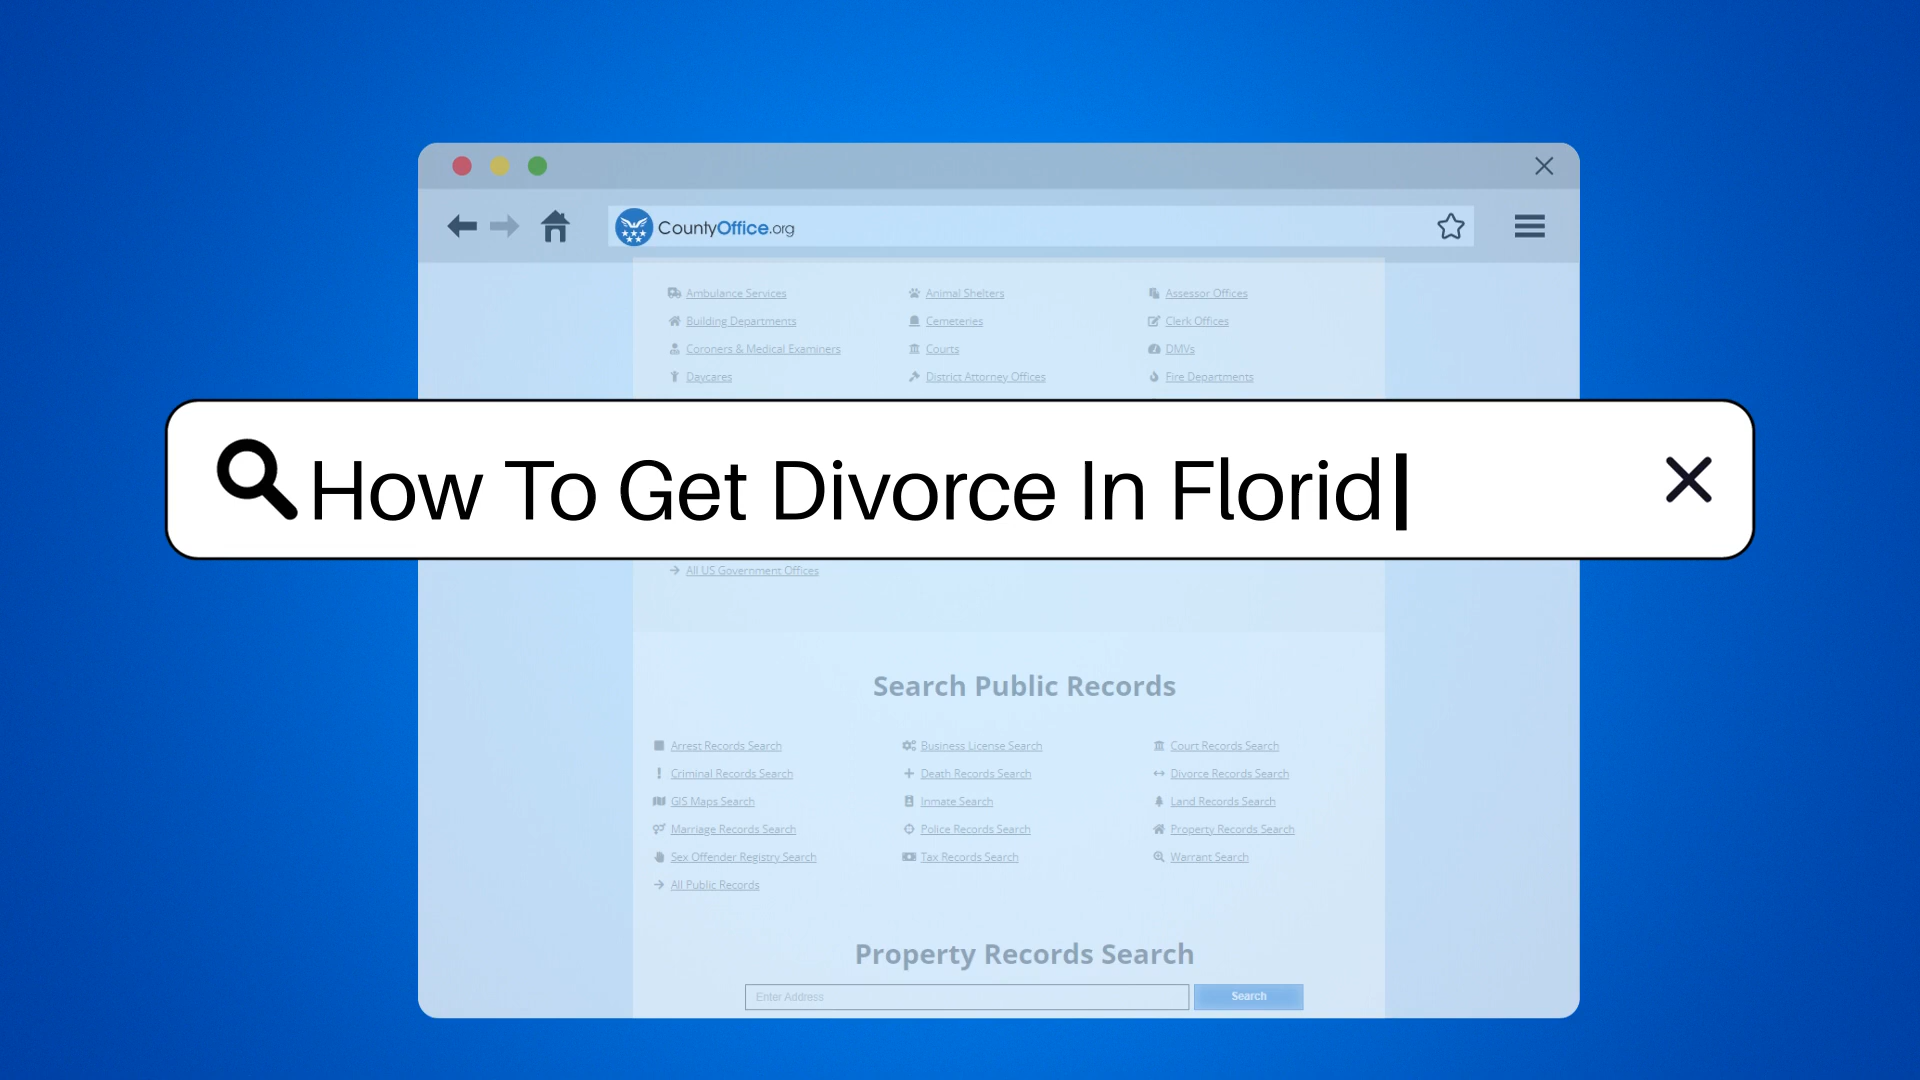 CountyOffice.org
Ambulance Services Animal Shelters Assessor Offices
Building Departments Cemeteries Clerk Offices
Coroners & Medical Examiners Courts DMVs
Daycares District Attorney Offices Fire Departments
How To Get Divorce In Florid
All US Government Offices
Search Public Records
Arrest Records Search Business License Search Court Records Search
Criminal Records Search Death Records Search Divorce Records Search
GIS Maps Search Inmate Search Land Records Search
Marriage Records Search Police Records Search Property Records Search
Sex Offender Registry Search Tax Records Search Warrant Search
All Public Records
Property Records Search
Enter Address Search